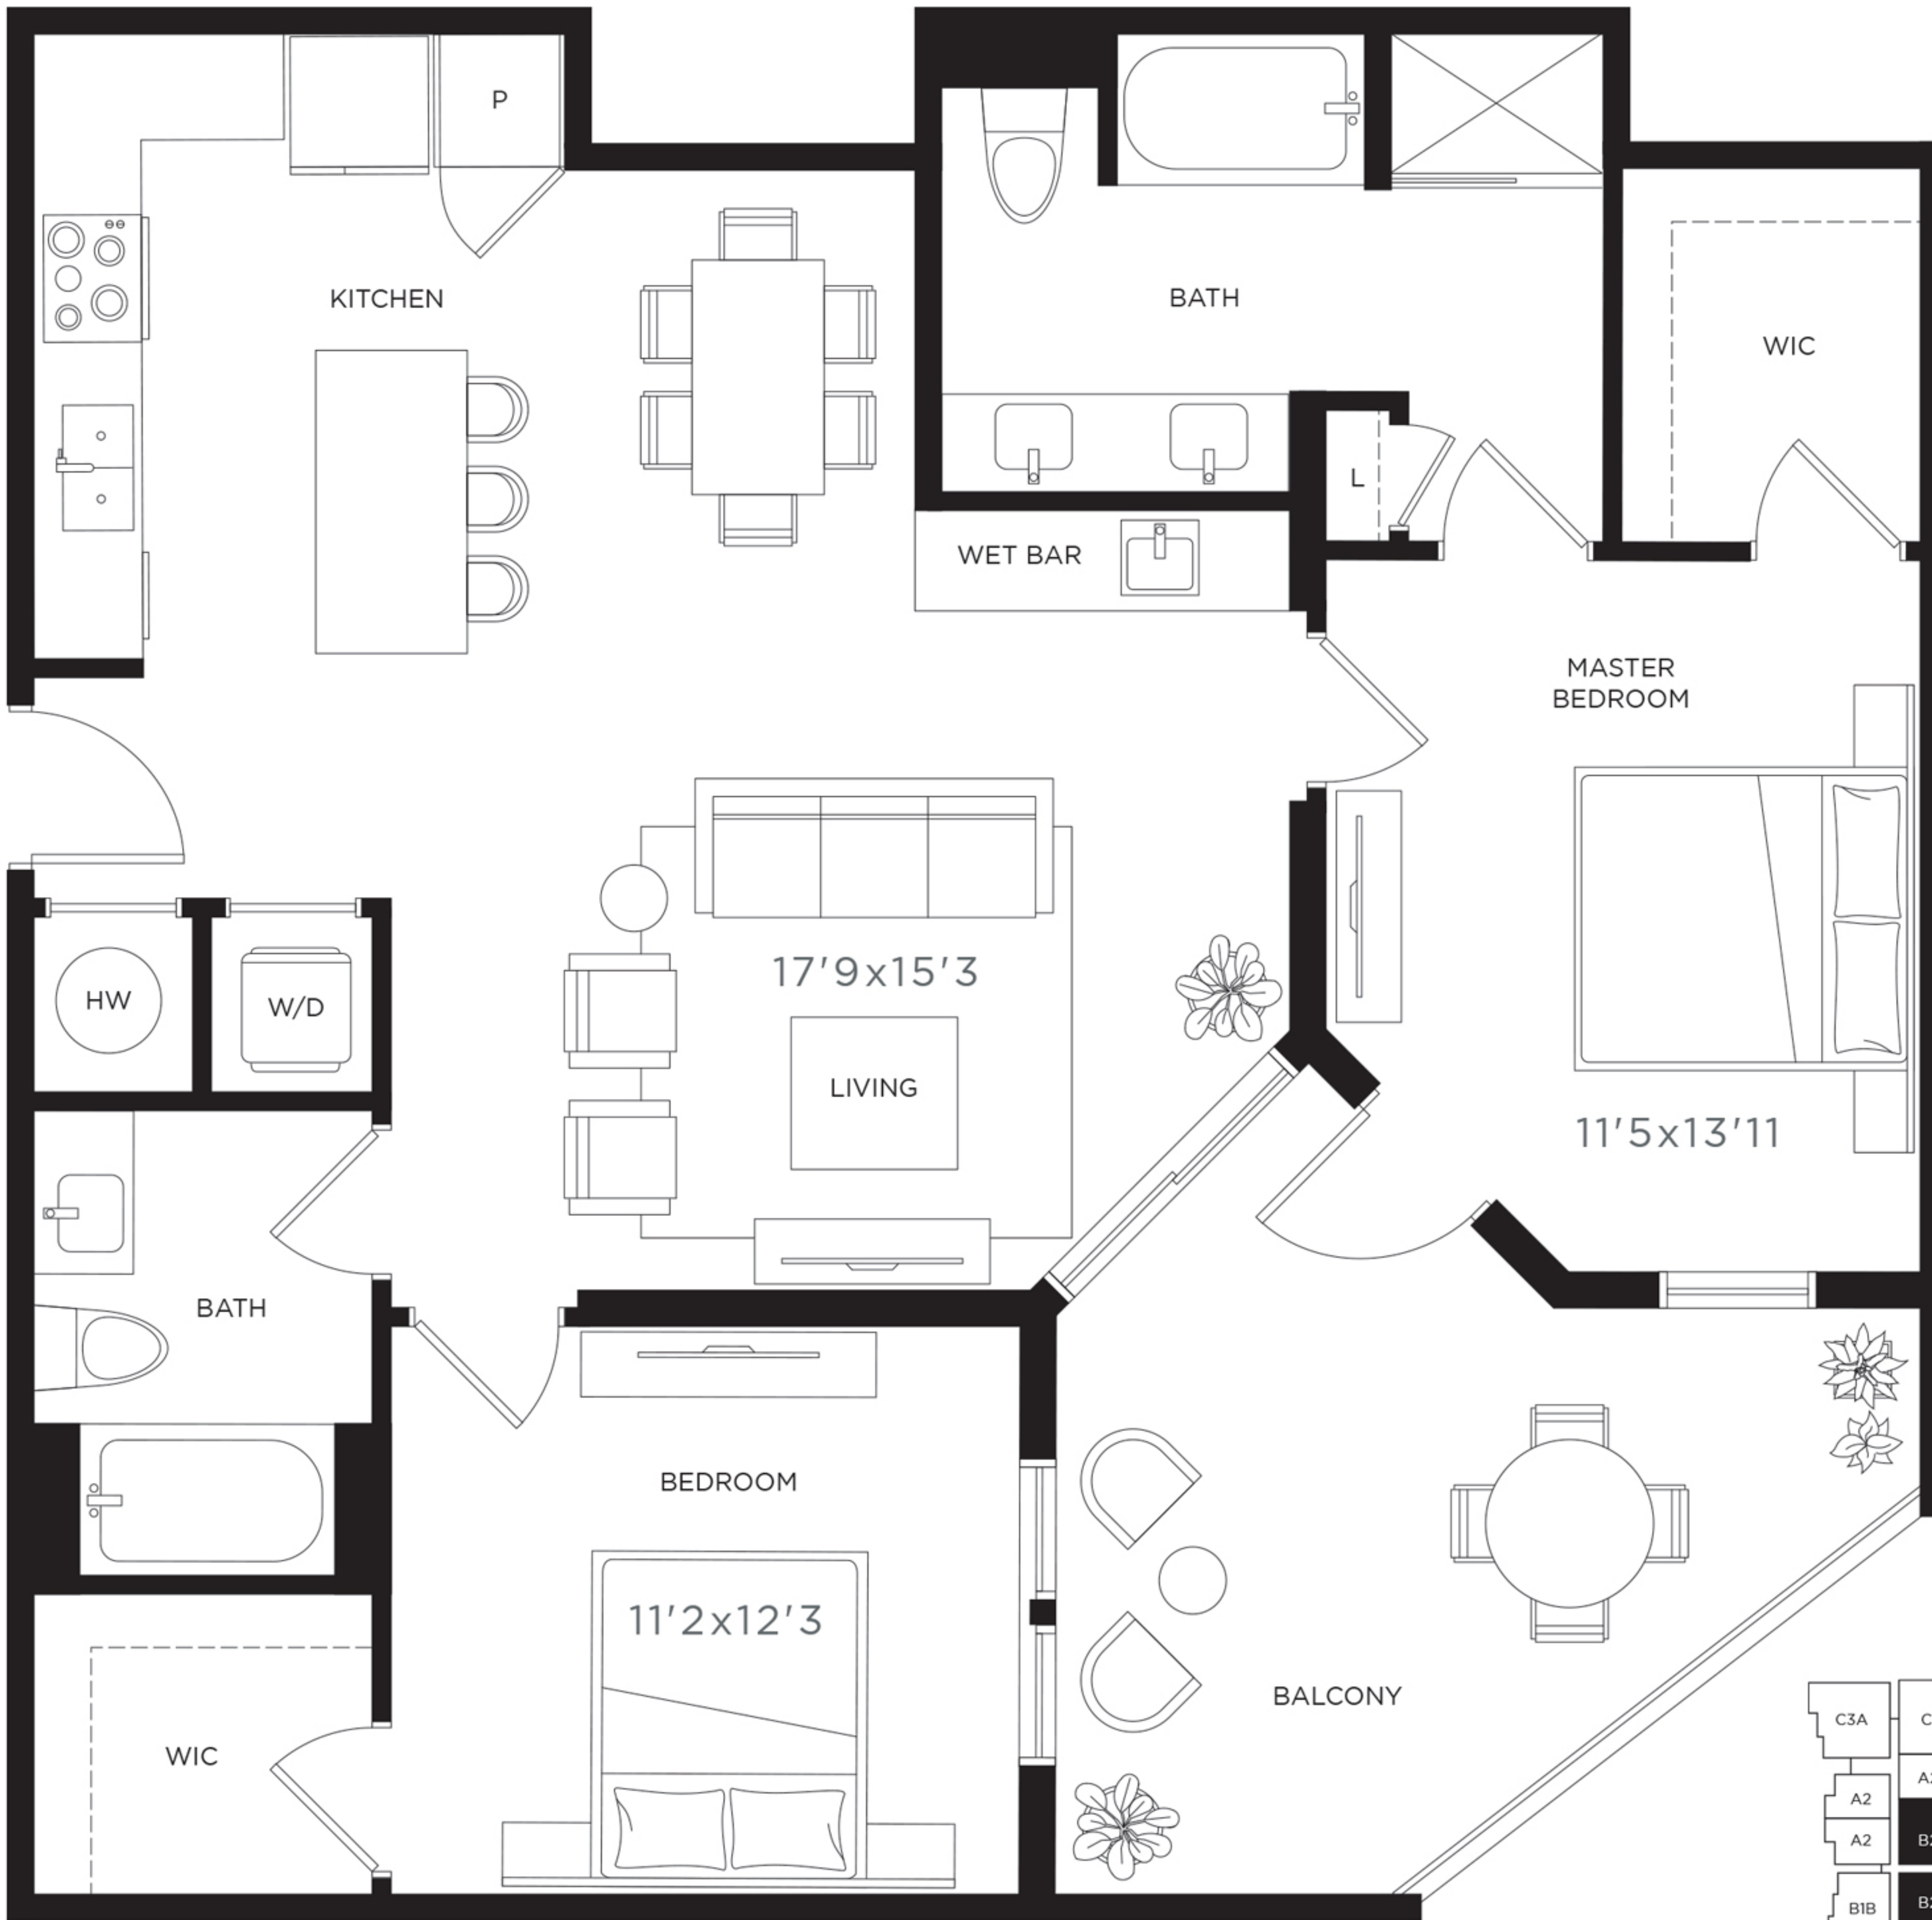 P
KITCHEN
BATH
WIC
L
WET BAR
MASTER
BEDROOM
17'9x15'3
HW
W/D
LIVING
11'5x13'11
BATH
BEDROOM
11'2x12'3
BALCONY
WIC
C3A
A2
A2
B1B